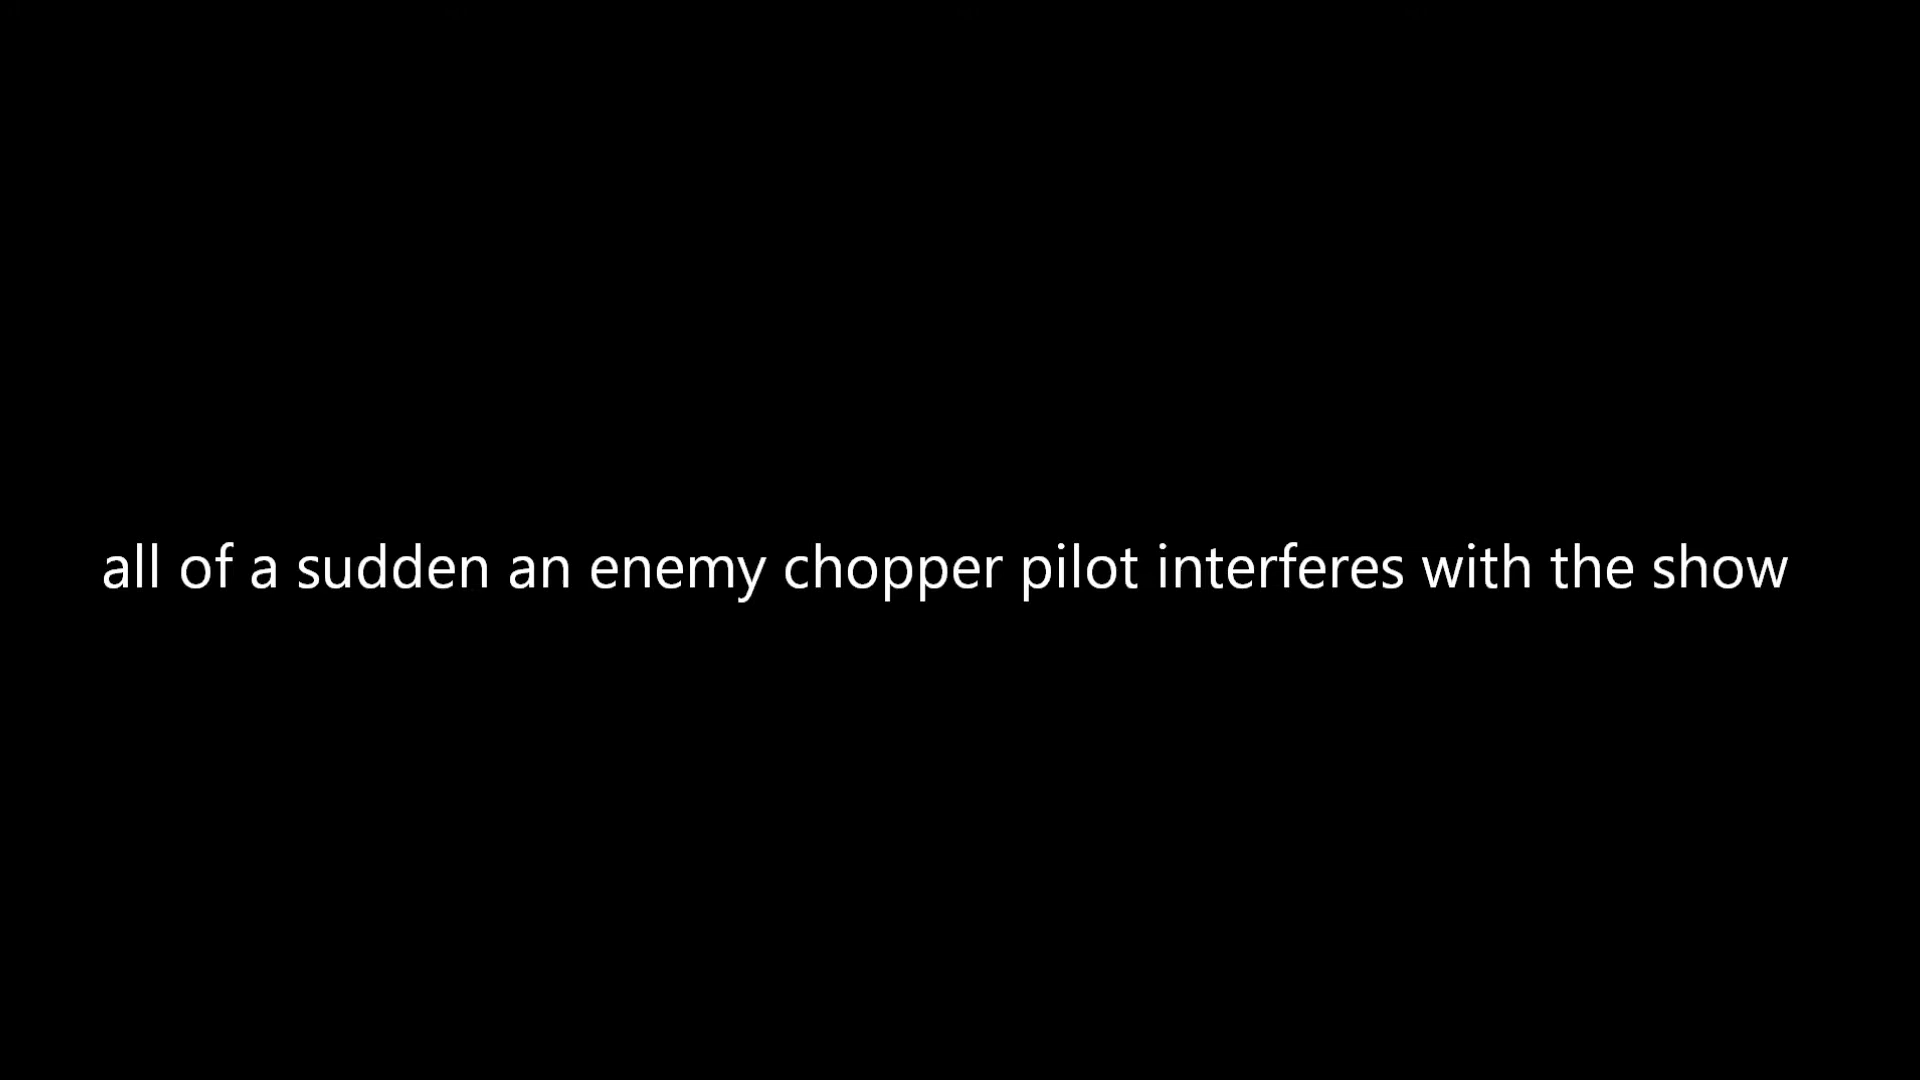 all of a sudden an enemy chopper pilot interferes with the show